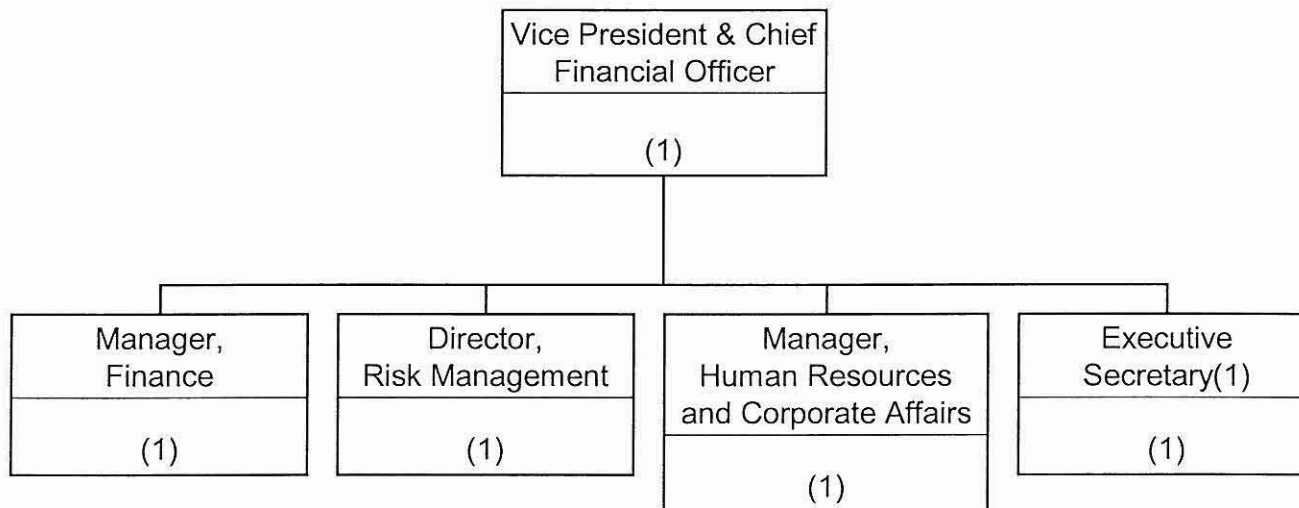 Vice President & Chief
Financial Officer
(1)
Manager,
Finance
(1)
Director,
Risk Management
(1)
Manager,
Human Resources
and Corporate Affairs
(1)
Executive
Secretary(1)
(1)